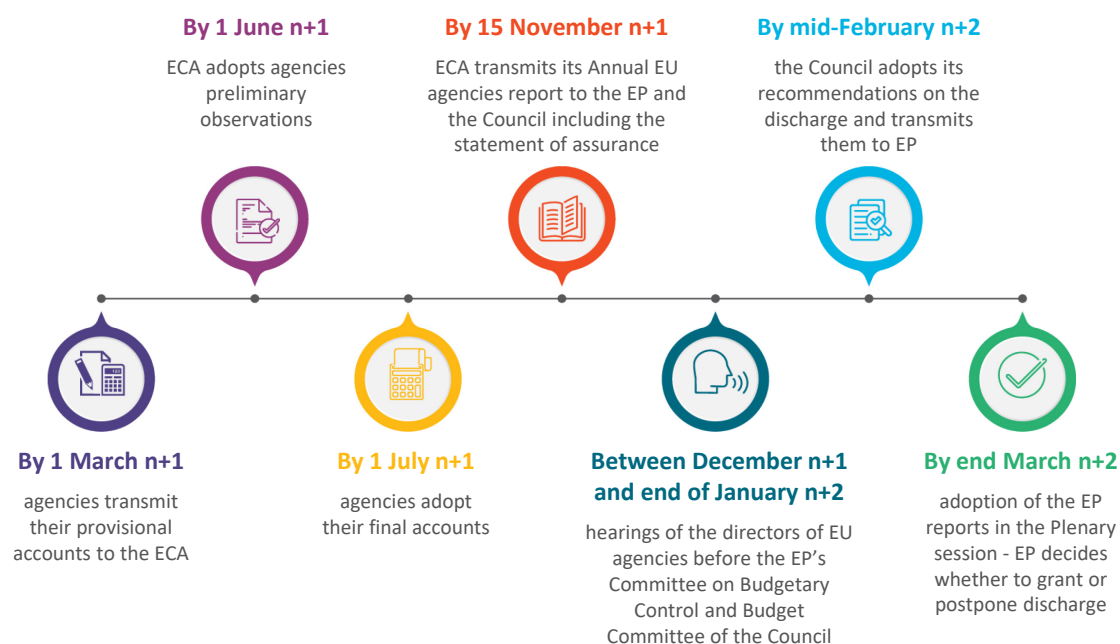 By 1 June n+1
ECA adopts agencies
preliminary
observations
By 15 November n+1
ECA transmits its Annual EU
agencies report to the EP and
the Council including the
statement of assurance
By mid-February n+2
the Council adopts its
recommendations on the
discharge and transmits
them to EP
By 1 March n+1
agencies transmit
their provisional
accounts to the ECA
By 1 July n+1
agencies adopt
their final accounts
Between December n+1
and end of January n+2
hearings of the directors of EU
agencies before the EP’s
Committee on Budgetary
Control and Budget
Committee of the Council
By end March n+2
adoption of the EP
reports in the Plenary
session - EP decides
whether to grant or
postpone discharge